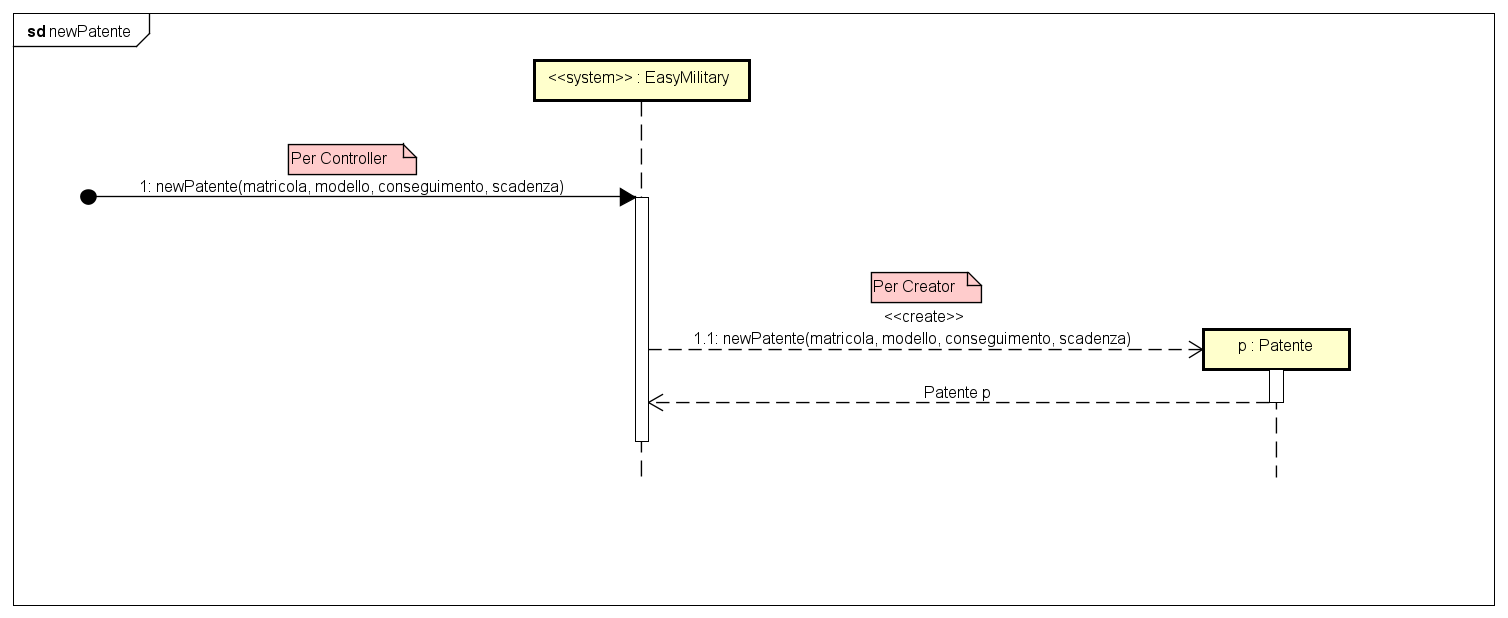 sd newPatente
<<system>> : EasyMilitary
Per Controller
1: newPatente(matricola, modello, conseguimento, scadenza)
Per Creator
<<create>>
1.1: newPatente(matricola, modello, conseguimento, scadenza)
p : Patente
Patente p